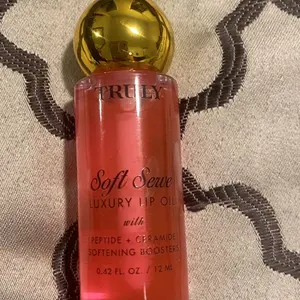 TRULY
Soft Serve
LUXURY LIP OIL
with
PEPTIDE + CERAMIDE
SOFTENING BOOSTERS
0.42 FL. OZ. / 12 ML